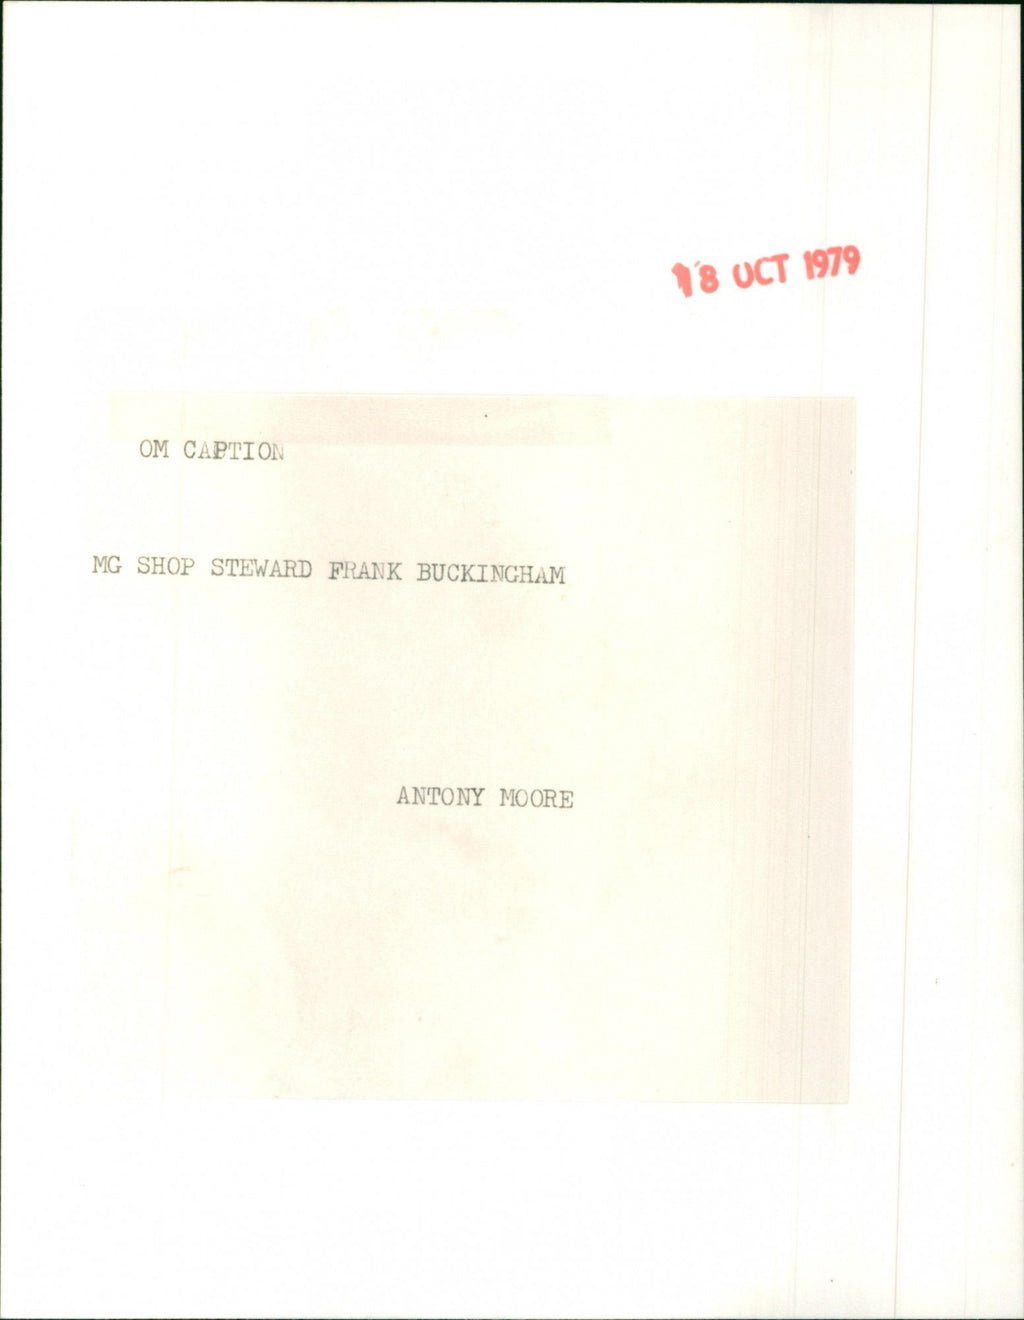 18 OCT 1979
OM CAPTION
MG SHOP STEWARD FRANK BUCKINGHAM
ANTONY MOORE